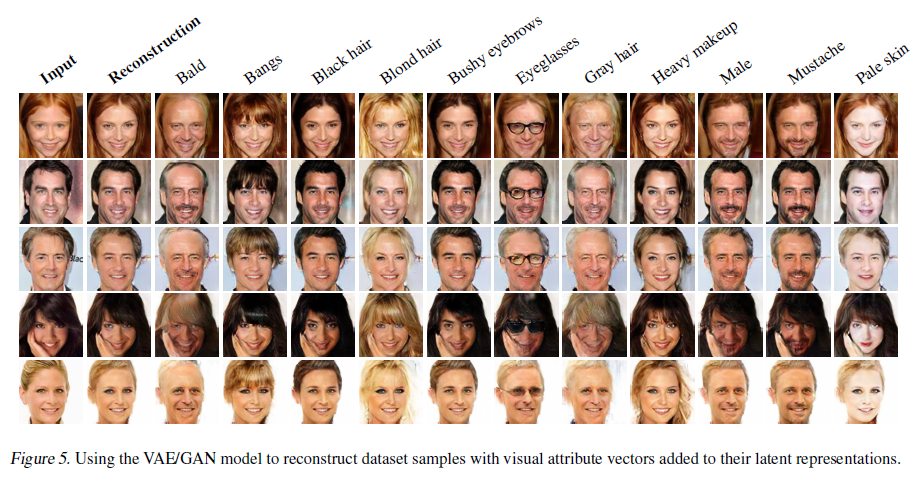 Input
Reconstruction
Bald
Bangs
Black hair
Blond hair
Bushy eyebrows
Eyeglasses
Gray hair
Heavy makeup
Male
Mustache
Pale skin
Figure 5. Using the VAE/GAN model to reconstruct dataset samples with visual attribute vectors added to their latent representations.